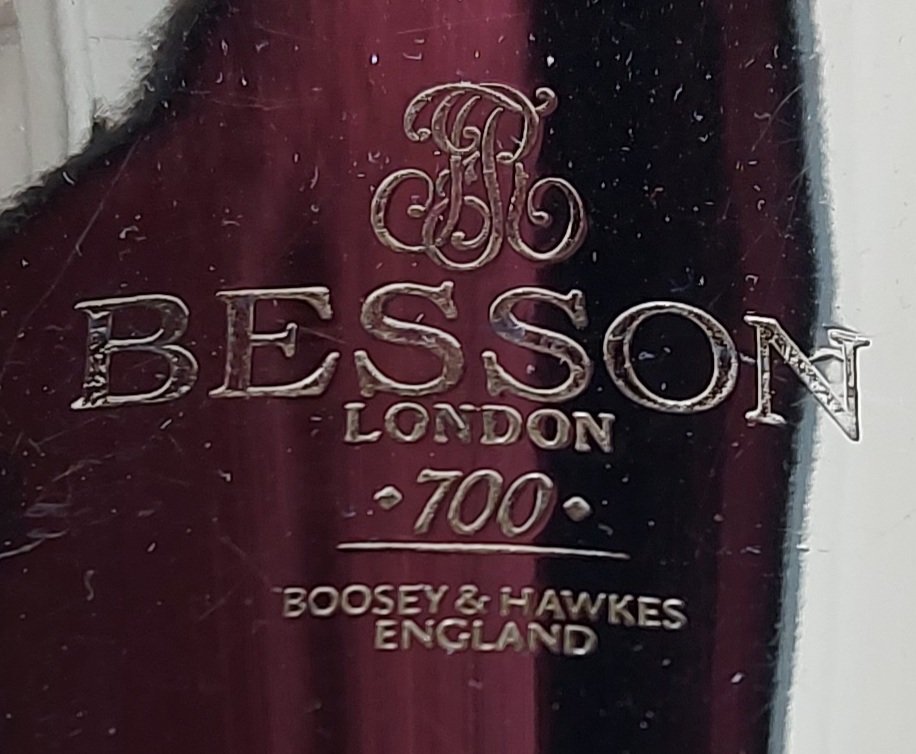 BESSON
LONDON
·700·
BOOSEY & HAWKES
ENGLAND